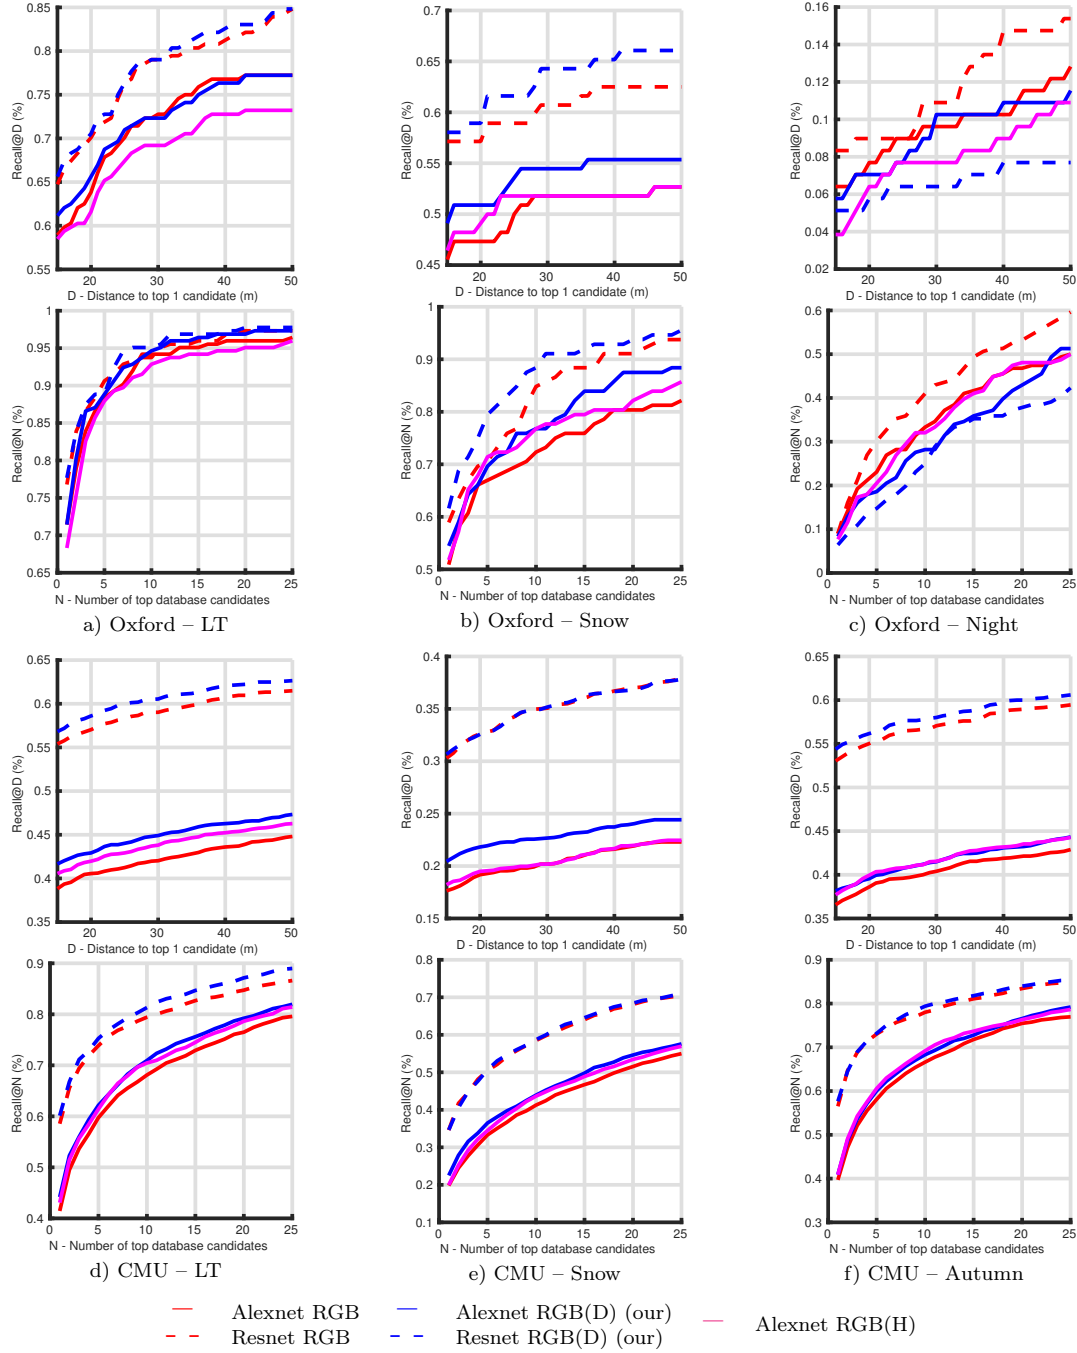 0.85
0.8
0.75
0.7
0.65
0.6
0.55
Recall@D (%)
20 30 40 50
D - Distance to top 1 candidate (m)
0.7
0.65
0.6
0.55
0.5
0.45
Recall@D (%)
20 30 40 50
D - Distance to top 1 candidate (m)
0.16
0.14
0.12
0.1
0.08
0.06
0.04
0.02
Recall@D (%)
20 30 40 50
D - Distance to top 1 candidate (m)
1
0.95
0.9
0.85
0.8
0.75
0.7
0.65
Recall@N (%)
0 5 10 15 20 25
N - Number of top database candidates
a) Oxford – LT
1
0.9
0.8
0.7
0.6
0.5
Recall@N (%)
0 5 10 15 20 25
N - Number of top database candidates
b) Oxford – Snow
0.6
0.5
0.4
0.3
0.2
0.1
0
Recall@N (%)
0 5 10 15 20 25
N - Number of top database candidates
c) Oxford – Night
0.65
0.6
0.55
0.5
0.45
0.4
0.35
Recall@D (%)
20 30 40 50
D - Distance to top 1 candidate (m)
0.4
0.35
0.3
0.25
0.2
0.15
Recall@D (%)
20 30 40 50
D - Distance to top 1 candidate (m)
0.65
0.6
0.55
0.5
0.45
0.4
0.35
Recall@D (%)
20 30 40 50
D - Distance to top 1 candidate (m)
0.9
0.8
0.7
0.6
0.5
0.4
Recall@N (%)
0 5 10 15 20 25
N - Number of top database candidates
d) CMU – LT
0.8
0.7
0.6
0.5
0.4
0.3
0.2
0.1
Recall@N (%)
0 5 10 15 20 25
N - Number of top database candidates
e) CMU – Snow
0.9
0.8
0.7
0.6
0.5
0.4
0.3
Recall@N (%)
0 5 10 15 20 25
N - Number of top database candidates
f) CMU – Autumn
Alexnet RGB
Resnet RGB
Alexnet RGB(D) (our)
Resnet RGB(D) (our)
Alexnet RGB(H)